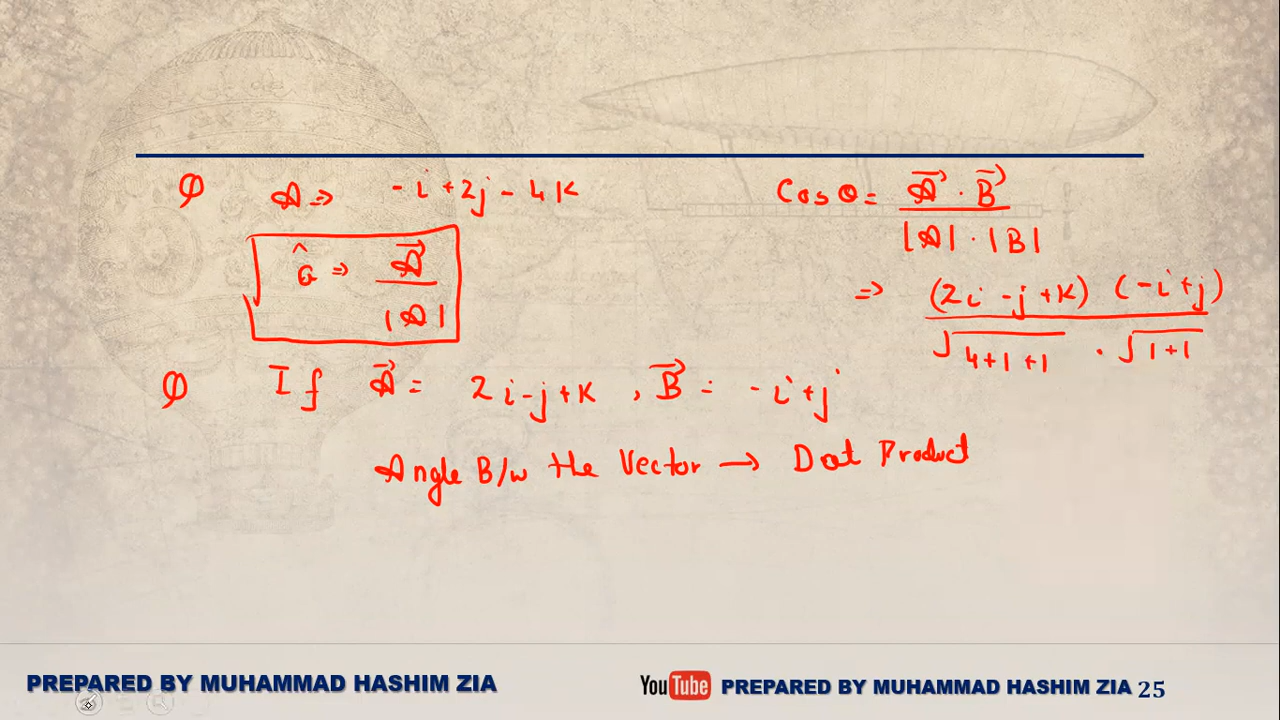 Q A⃗ ⇒ -i + 2j - 4k
â ⇒ A⃗ / |A|
Cos θ = A⃗ · B⃗ / |A| · |B|
⇒ (2i - j + k) (-i + j) / √4+1+1 · √1+1
Q If A⃗ = 2i - j + k , B⃗ = -i + j
Angle B/w the Vector → Dot Product
PREPARED BY MUHAMMAD HASHIM ZIA
YouTube PREPARED BY MUHAMMAD HASHIM ZIA 25